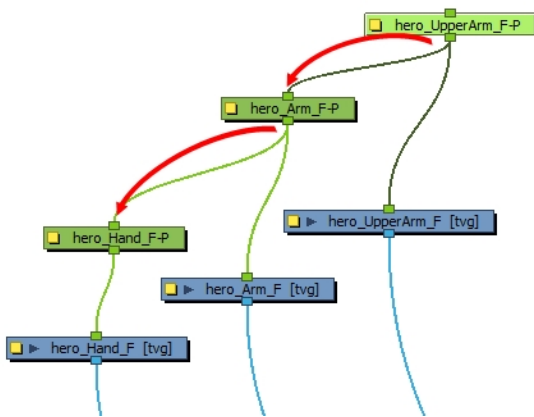 hero_UpperArm_F-P
hero_Arm_F-P
hero_UpperArm_F [tvg]
hero_Hand_F-P
hero_Arm_F [tvg]
hero_Hand_F [tvg]